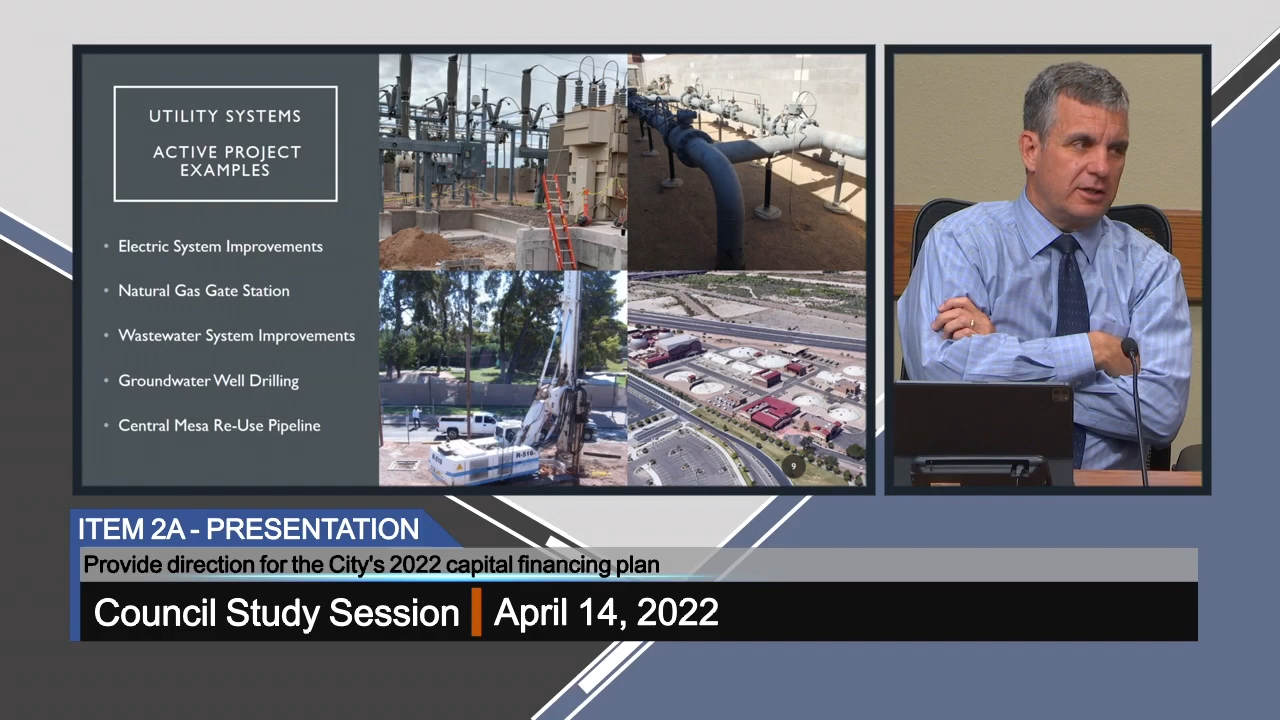 UTILITY SYSTEMS
ACTIVE PROJECT
EXAMPLES
• Electric System Improvements
• Natural Gas Gate Station
• Wastewater System Improvements
• Groundwater Well Drilling
• Central Mesa Re-Use Pipeline
R-516
9
ITEM 2A - PRESENTATION
Provide direction for the City's 2022 capital financing plan
Council Study Session
April 14, 2022